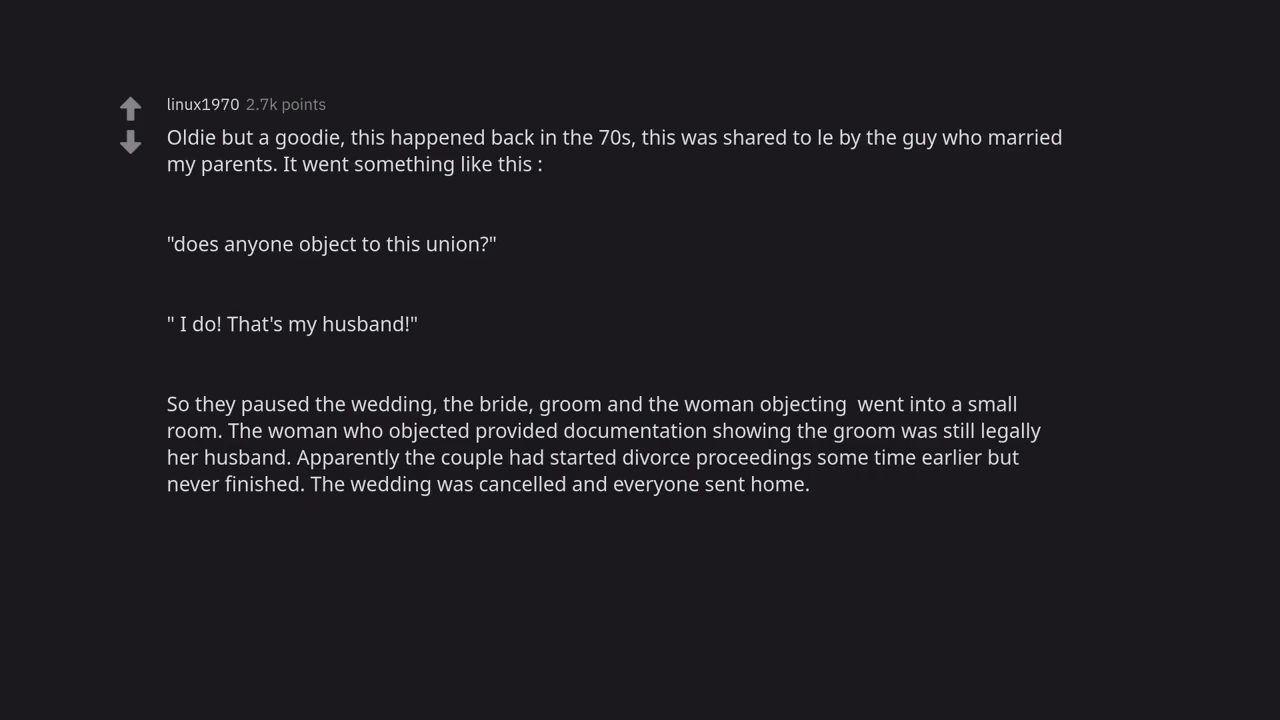 linux1970 2.7k points
Oldie but a goodie, this happened back in the 70s, this was shared to le by the guy who married
my parents. It went something like this :
"does anyone object to this union?"
" I do! That's my husband!"
So they paused the wedding, the bride, groom and the woman objecting  went into a small
room. The woman who objected provided documentation showing the groom was still legally
her husband. Apparently the couple had started divorce proceedings some time earlier but
never finished. The wedding was cancelled and everyone sent home.